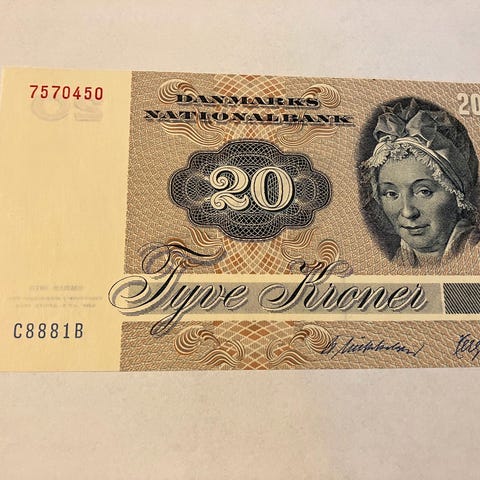 7570450
DANMARKS
NATIONALBANK
20
20
Tyve Kroner
C8881B